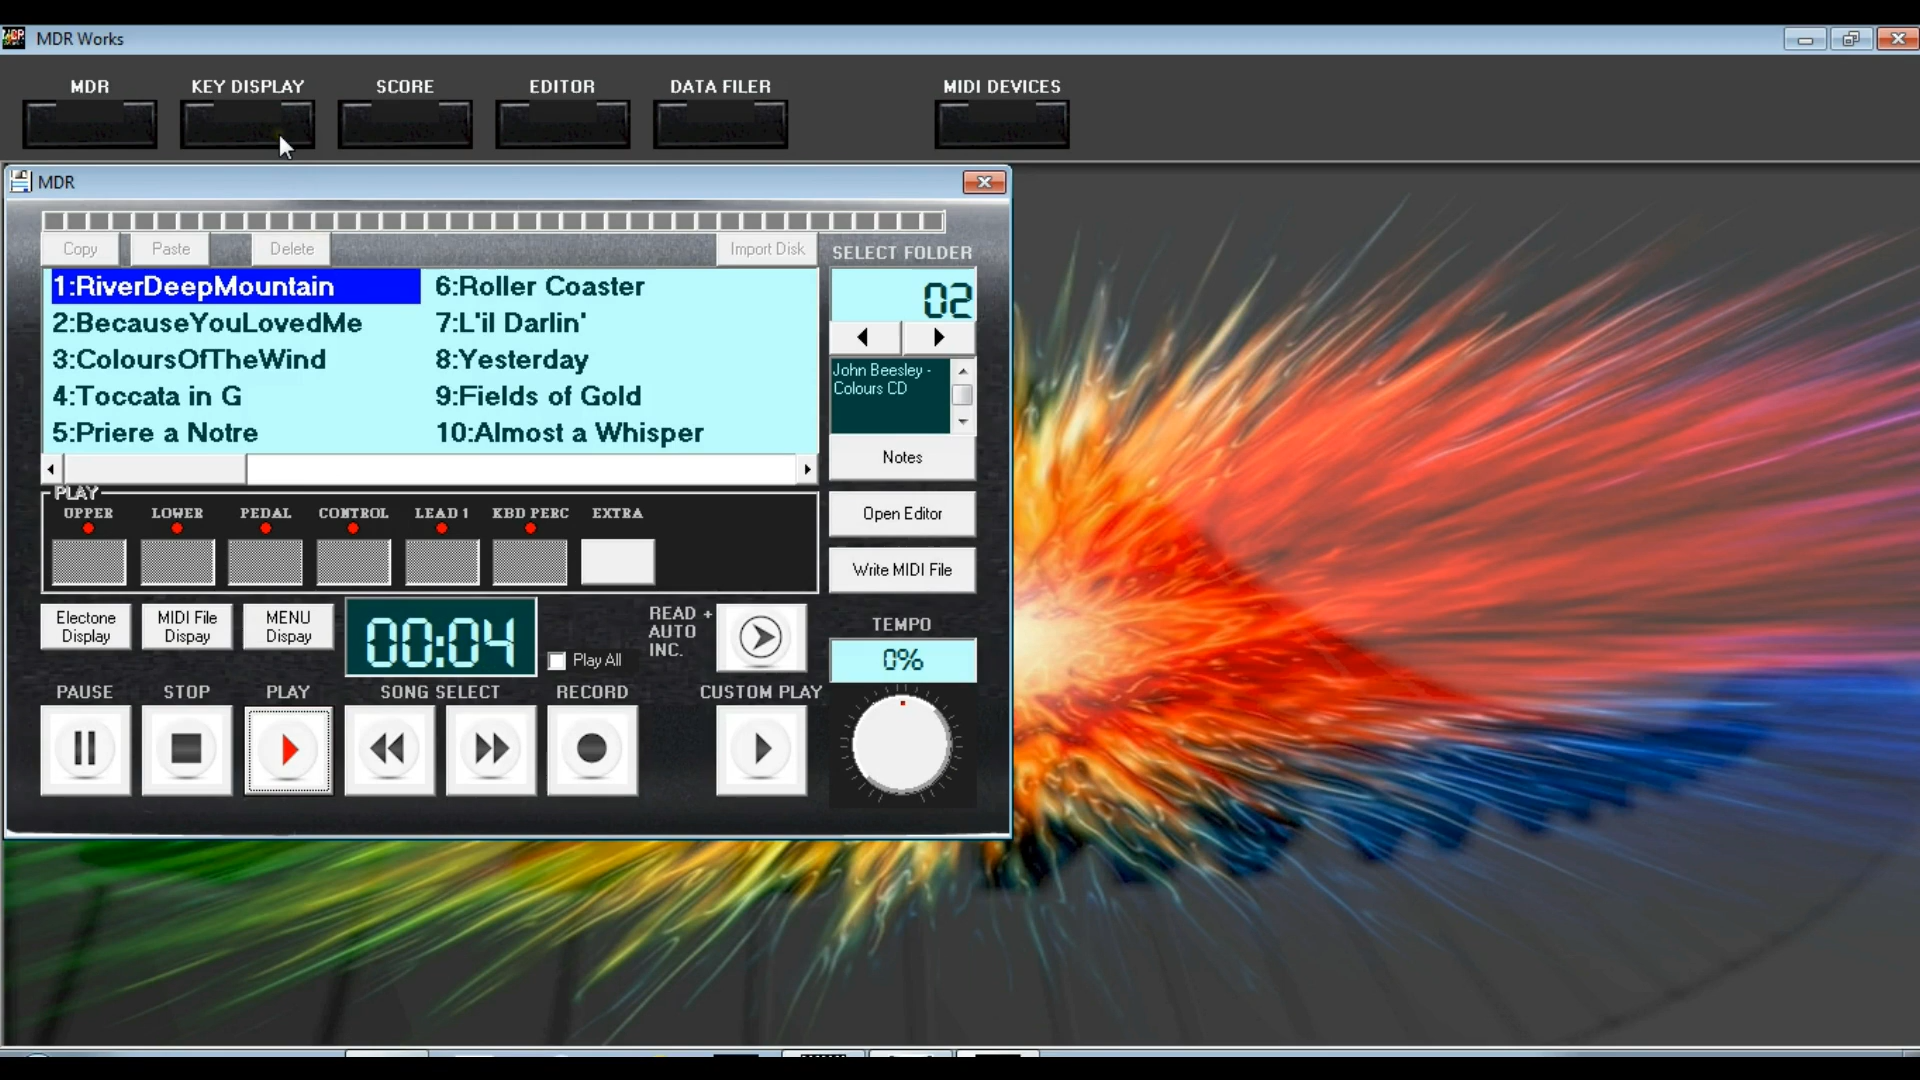 MDR Works
MDR KEY DISPLAY SCORE EDITOR DATA FILER MIDI DEVICES
MDR
Copy Paste Delete Import Disk SELECT FOLDER
1:RiverDeepMountain 6:Roller Coaster 02
2:BecauseYouLovedMe 7:L'il Darlin'
3:ColoursOfTheWind 8:Yesterday
4:Toccata in G 9:Fields of Gold
5:Priere a Notre 10:Almost a Whisper
John Beesley -
Colours CD
Notes
PLAY
UPPER LOWER PEDAL CONTROL LEAD 1 KBD PERC EXTRA
Open Editor
Write MIDI File
Electone
Display
MIDI File
Dispay
MENU
Dispay
00:04
Play All
READ +
AUTO
INC.
TEMPO
0%
PAUSE STOP PLAY SONG SELECT RECORD CUSTOM PLAY